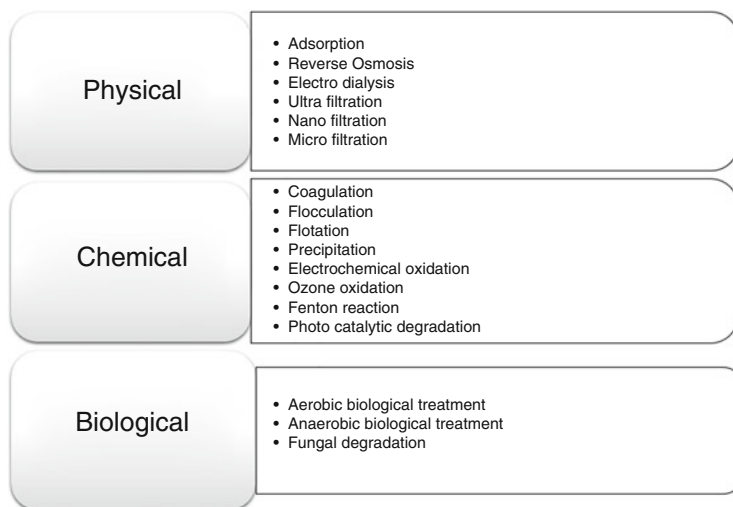 Physical
• Adsorption
• Reverse Osmosis
• Electro dialysis
• Ultra filtration
• Nano filtration
• Micro filtration
Chemical
• Coagulation
• Flocculation
• Flotation
• Precipitation
• Electrochemical oxidation
• Ozone oxidation
• Fenton reaction
• Photo catalytic degradation
Biological
• Aerobic biological treatment
• Anaerobic biological treatment
• Fungal degradation